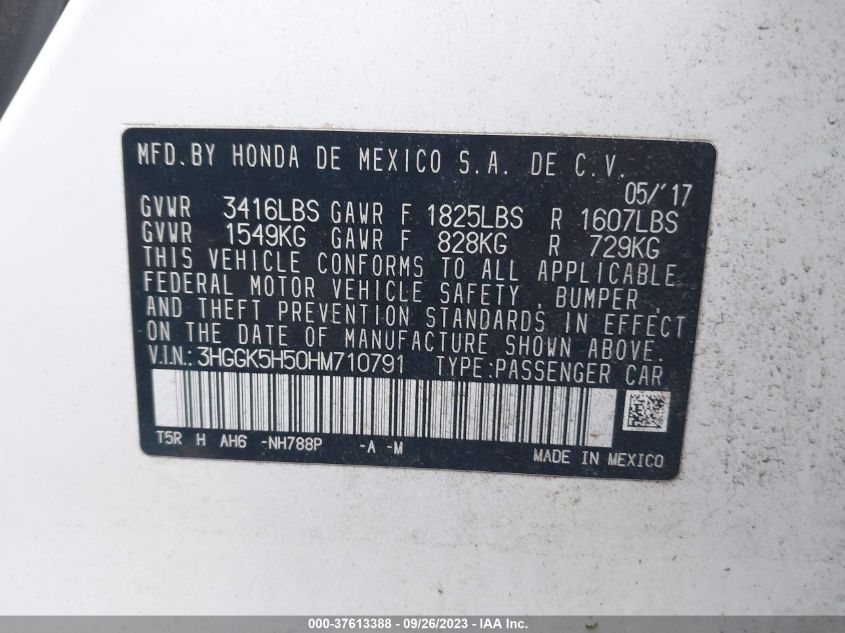 MFD.BY HONDA DE MEXICO S.A. DE C.V.
05/'17
GVWR 3416LBS GAWR F 1825LBS R 1607LBS
GVWR 1549KG GAWR F 828KG R 729KG
THIS VEHICLE CONFORMS TO ALL APPLICABLE
FEDERAL MOTOR VEHICLE SAFETY , BUMPER ,
AND THEFT PREVENTION STANDARDS IN EFFECT
ON THE DATE OF MANUFACTURE SHOWN ABOVE.
V.I.N.: 3HGGK5H50HM710791 TYPE:PASSENGER CAR
T5R H AH6 -NH788P -A -M
MADE IN MEXICO
000-37613388 - 09/26/2023 - IAA Inc.